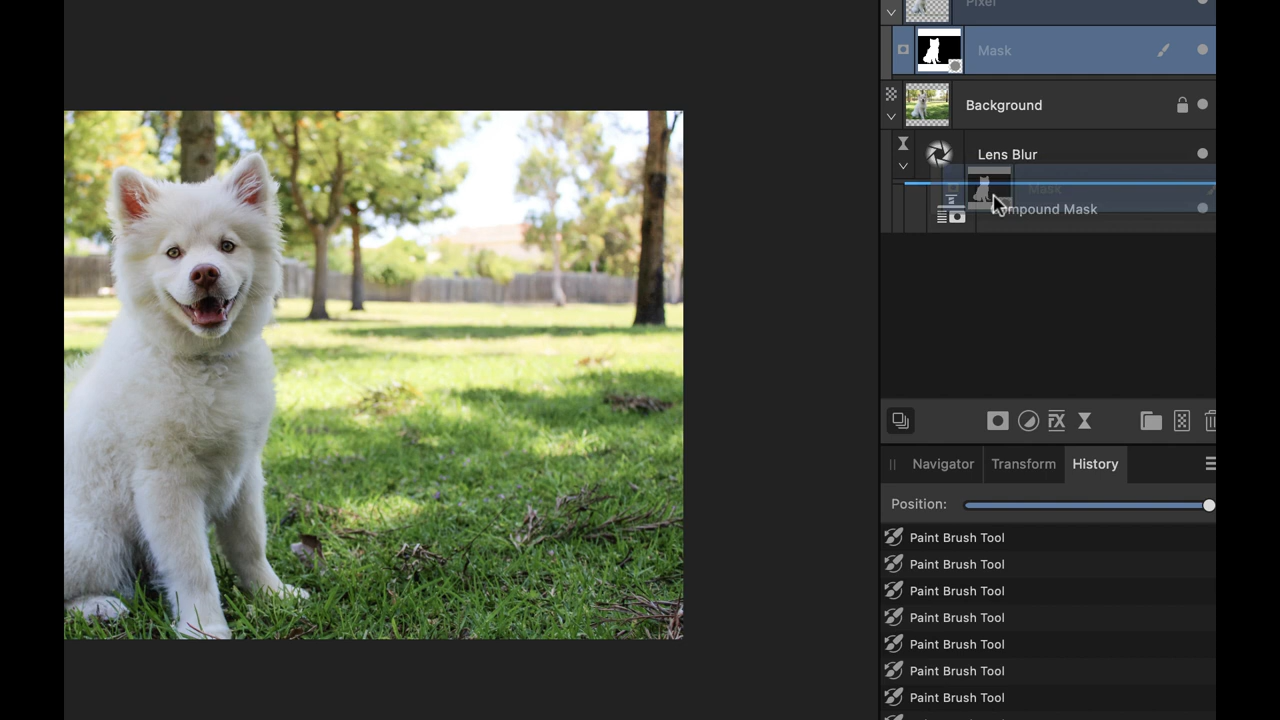 Pixel
Mask
Background
Lens Blur
Mask
mpound Mask
Navigator
Transform
History
Position:
Paint Brush Tool
Paint Brush Tool
Paint Brush Tool
Paint Brush Tool
Paint Brush Tool
Paint Brush Tool
Paint Brush Tool